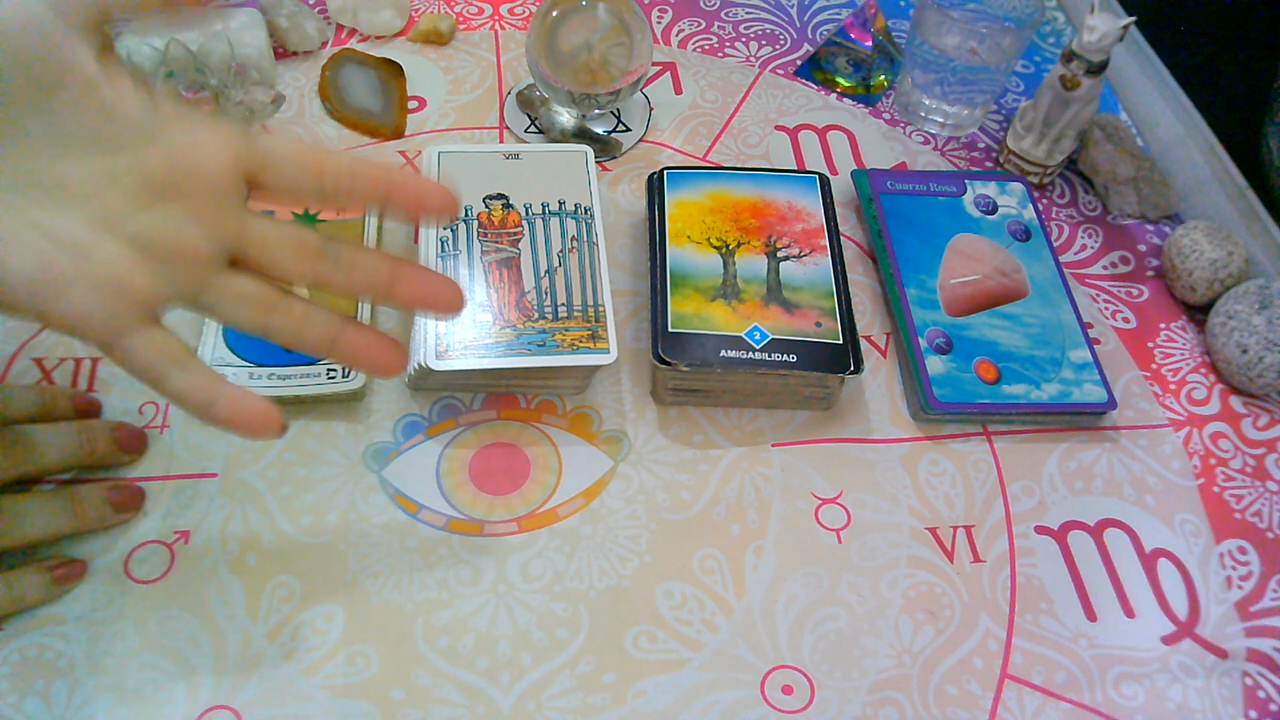 VIII
La Esperanza
2
AMIGABILIDAD
Cuarzo Rosa
27
XII
V
VI